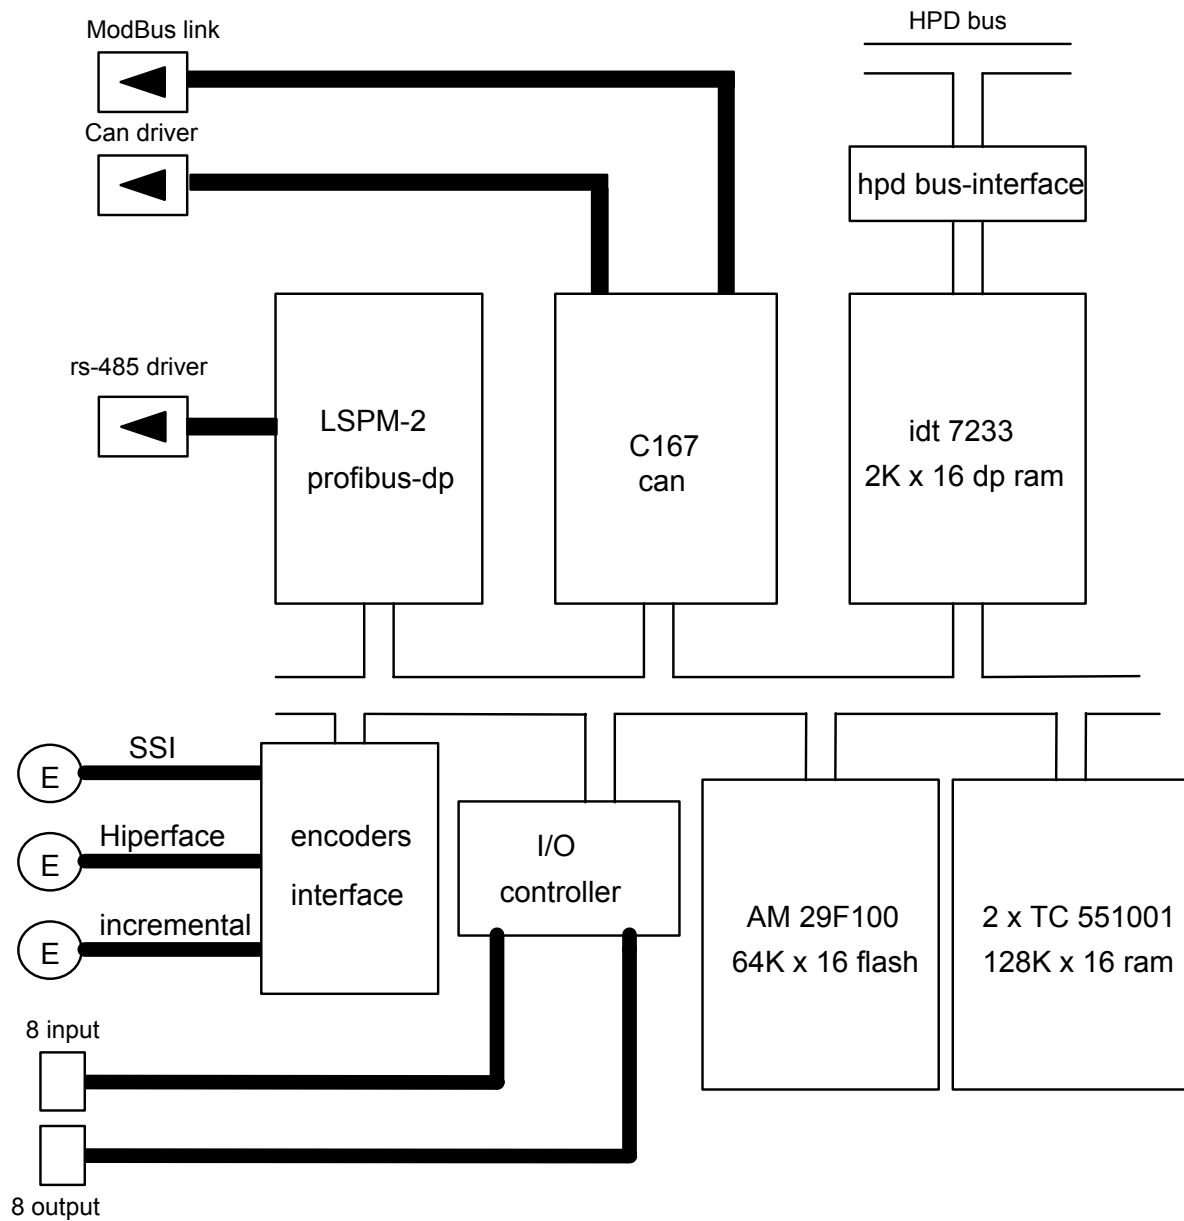 ModBus link
HPD bus
Can driver
hpd bus-interface
rs-485 driver
LSPM-2
profibus-dp
C167
can
idt 7233
2K x 16 dp ram
SSI
E
Hiperface
E
incremental
E
encoders
interface
I/O
controller
AM 29F100
64K x 16 flash
2 x TC 551001
128K x 16 ram
8 input
8 output